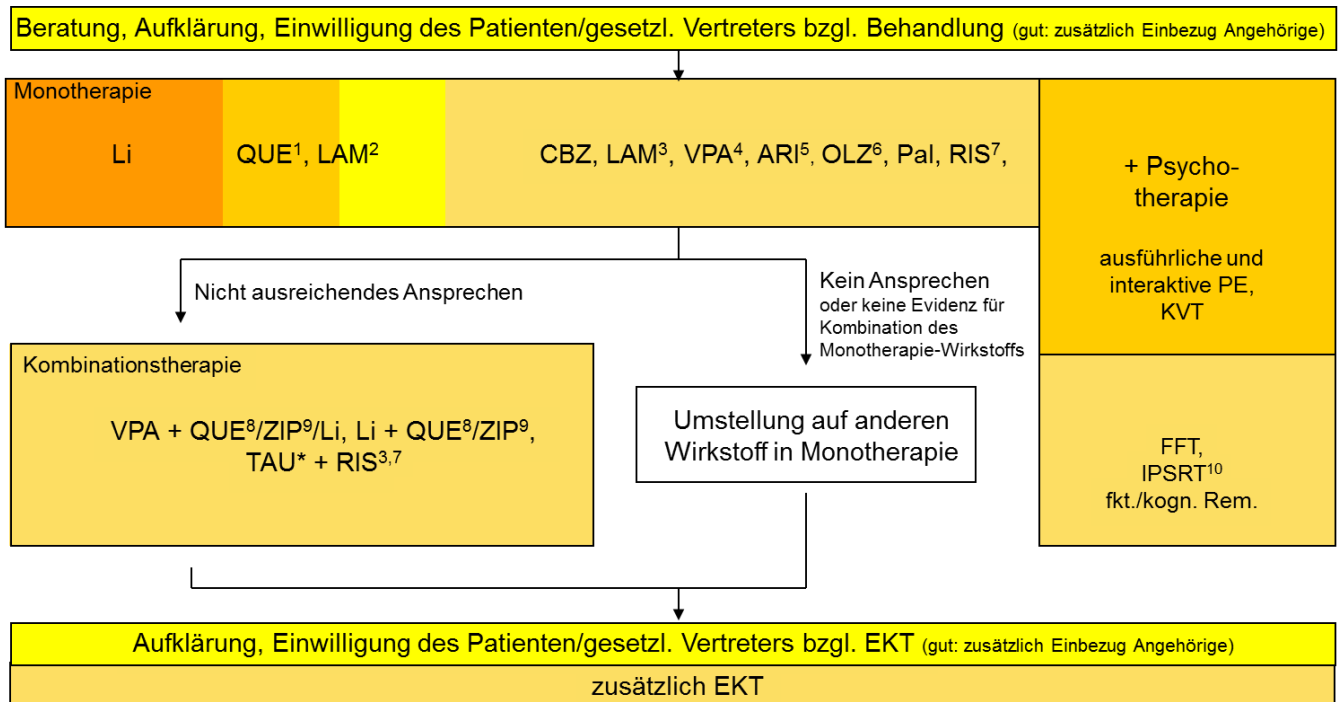 Beratung, Aufklärung, Einwilligung des Patienten/gesetzl. Vertreters bzgl. Behandlung (gut: zusätzlich Einbezug Angehörige)
Monotherapie
Li
QUE¹, LAM²
CBZ, LAM³, VPA⁴, ARI⁵, OLZ⁶, Pal, RIS⁷,
+ Psycho-
therapie
ausführliche und
interaktive PE,
KVT
Nicht ausreichendes Ansprechen
Kein Ansprechen
oder keine Evidenz für
Kombination des
Monotherapie-Wirkstoffs
Kombinationstherapie
VPA + QUE⁸/ZIP⁹/Li, Li + QUE⁸/ZIP⁹,
TAU* + RIS³,⁷
Umstellung auf anderen
Wirkstoff in Monotherapie
FFT,
IPSRT¹⁰
fkt./kogn. Rem.
Aufklärung, Einwilligung des Patienten/gesetzl. Vertreters bzgl. EKT (gut: zusätzlich Einbezug Angehörige)
zusätzlich EKT